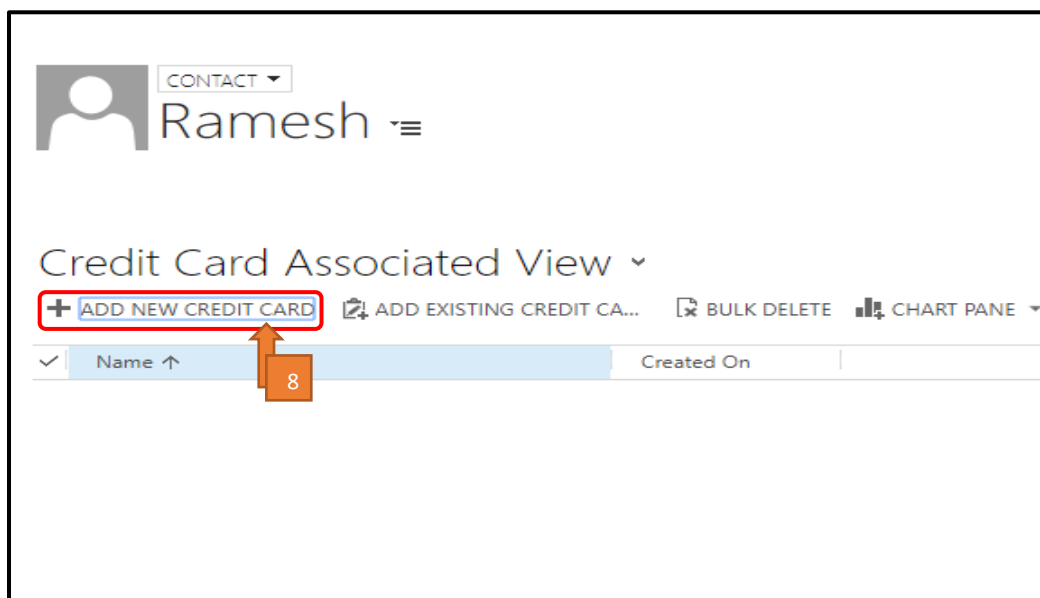 CONTACT
Ramesh
Credit Card Associated View
ADD NEW CREDIT CARD ADD EXISTING CREDIT CA... BULK DELETE CHART PANE
Name Created On
8